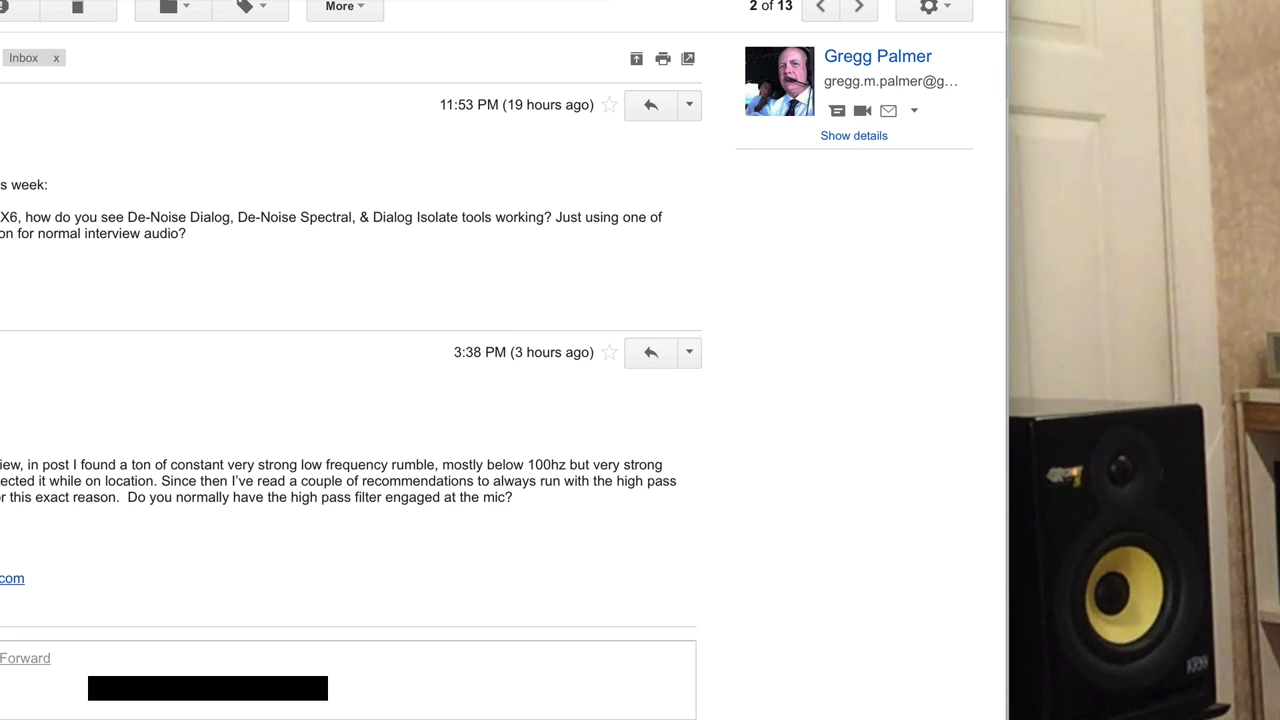 More
2 of 13
Inbox x
Gregg Palmer
gregg.m.palmer@g…
Show details
11:53 PM (19 hours ago)
s week:
X6, how do you see De-Noise Dialog, De-Noise Spectral, & Dialog Isolate tools working? Just using one of
on for normal interview audio?
3:38 PM (3 hours ago)
iew, in post I found a ton of constant very strong low frequency rumble, mostly below 100hz but very strong
ected it while on location. Since then I've read a couple of recommendations to always run with the high pass
r this exact reason.  Do you normally have the high pass filter engaged at the mic?
com
Forward
KRK